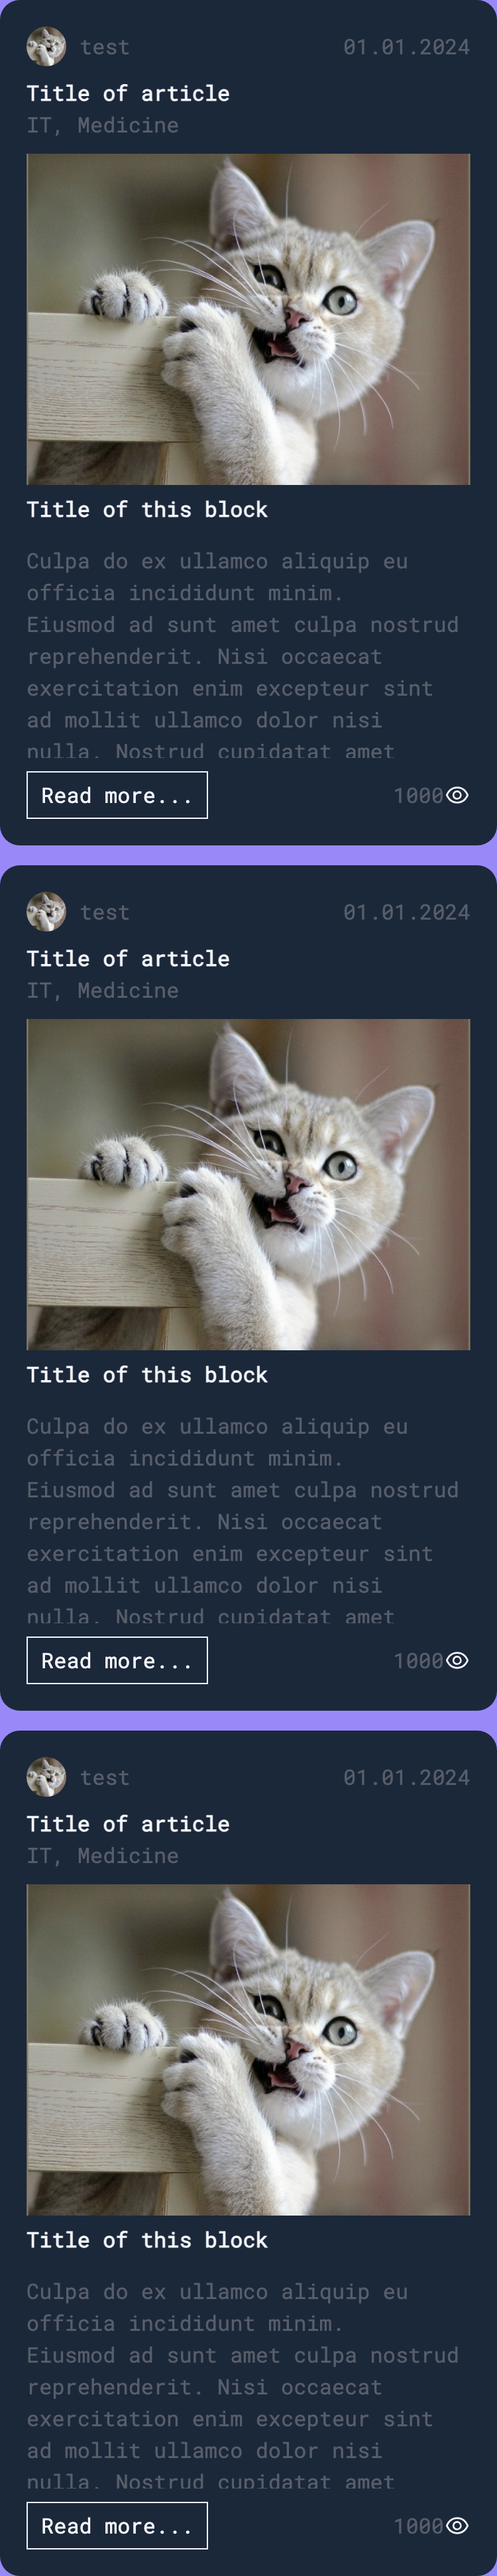 test 01.01.2024
Title of article
IT, Medicine
Title of this block
Culpa do ex ullamco aliquip eu
officia incididunt minim.
Eiusmod ad sunt amet culpa nostrud
reprehenderit. Nisi occaecat
exercitation enim excepteur sint
ad mollit ullamco dolor nisi
nulla. Nostrud cupidatat amet
Read more... 1000
test 01.01.2024
Title of article
IT, Medicine
Title of this block
Culpa do ex ullamco aliquip eu
officia incididunt minim.
Eiusmod ad sunt amet culpa nostrud
reprehenderit. Nisi occaecat
exercitation enim excepteur sint
ad mollit ullamco dolor nisi
nulla. Nostrud cupidatat amet
Read more... 1000
test 01.01.2024
Title of article
IT, Medicine
Title of this block
Culpa do ex ullamco aliquip eu
officia incididunt minim.
Eiusmod ad sunt amet culpa nostrud
reprehenderit. Nisi occaecat
exercitation enim excepteur sint
ad mollit ullamco dolor nisi
nulla. Nostrud cupidatat amet
Read more... 1000